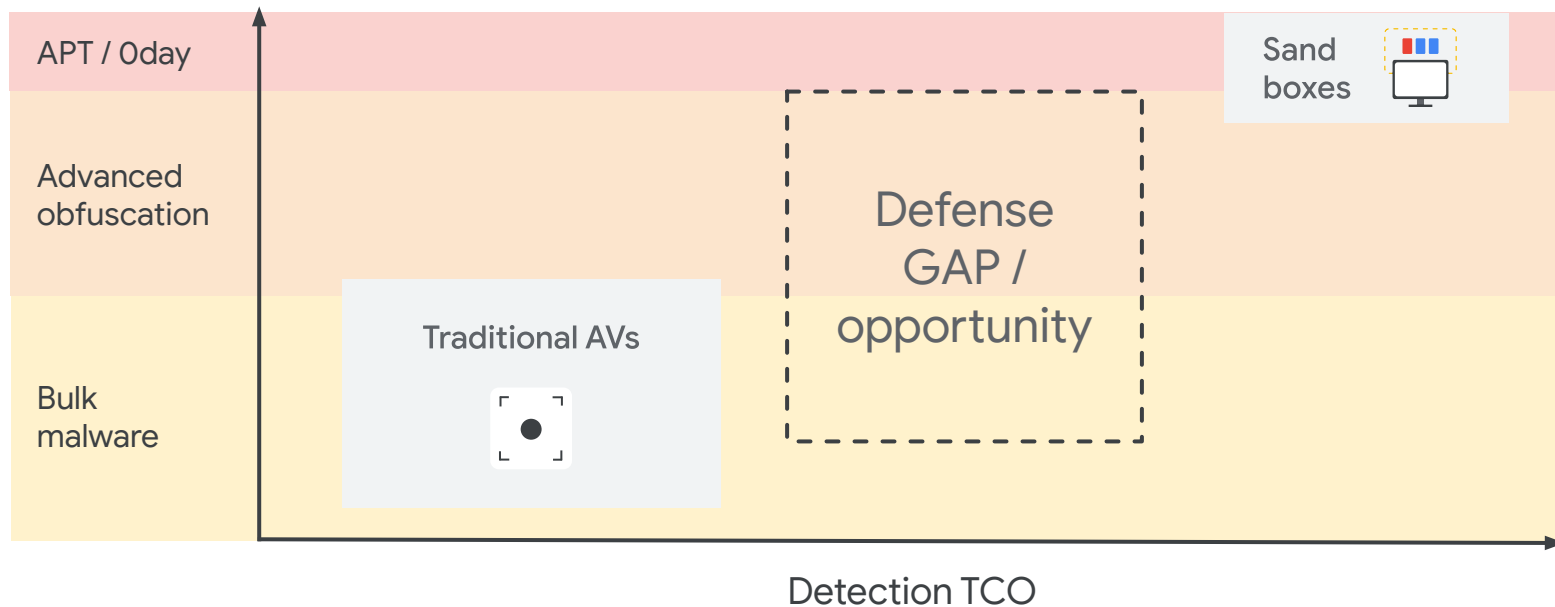 APT / 0day
Sand
boxes
Advanced
obfuscation
Defense
GAP /
opportunity
Traditional AVs
Bulk
malware
Detection TCO